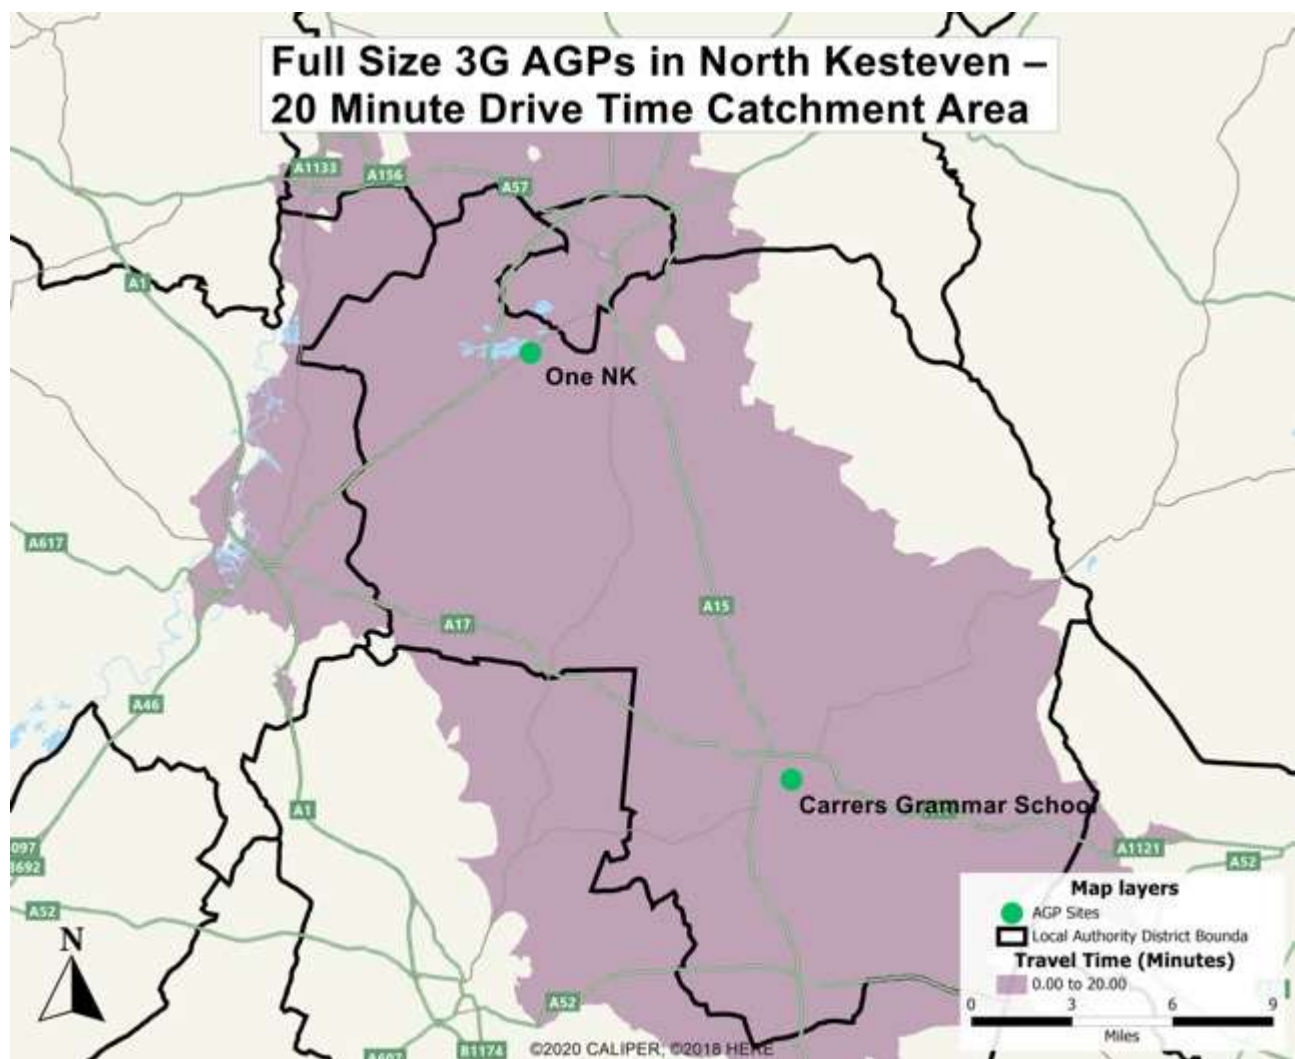 Full Size 3G AGPs in North Kesteven –
20 Minute Drive Time Catchment Area
A1133
A156
A57
A1
One NK
A617
A15
A17
A46
Carrers Grammar School
A1
A1121
A52
A52
N
A52
B1174
©2020 CALIPER; ©2018 HERE
Map layers
AGP Sites
Local Authority District Bounda
Travel Time (Minutes)
0.00 to 20.00
0 3 6 9
Miles